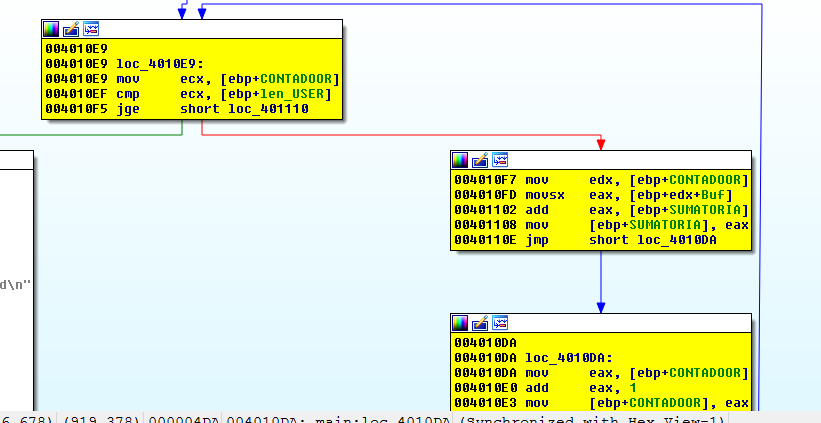 004010E9
004010E9 loc_4010E9:
004010E9 mov ecx, [ebp+CONTADOOR]
004010EF cmp ecx, [ebp+len_USER]
004010F5 jge short loc_401110
004010F7 mov edx, [ebp+CONTADOOR]
004010FD movsx eax, [ebp+edx+Buf]
00401102 add eax, [ebp+SUMATORIA]
00401108 mov [ebp+SUMATORIA], eax
0040110E jmp short loc_4010DA
d\n"
004010DA
004010DA loc_4010DA:
004010DA mov eax, [ebp+CONTADOOR]
004010E0 add eax, 1
004010E3 mov [ebp+CONTADOOR], eax
6,678) (919,378) 000004DA 004010DA: main:loc_4010DA (Synchronized with Hex View-1)